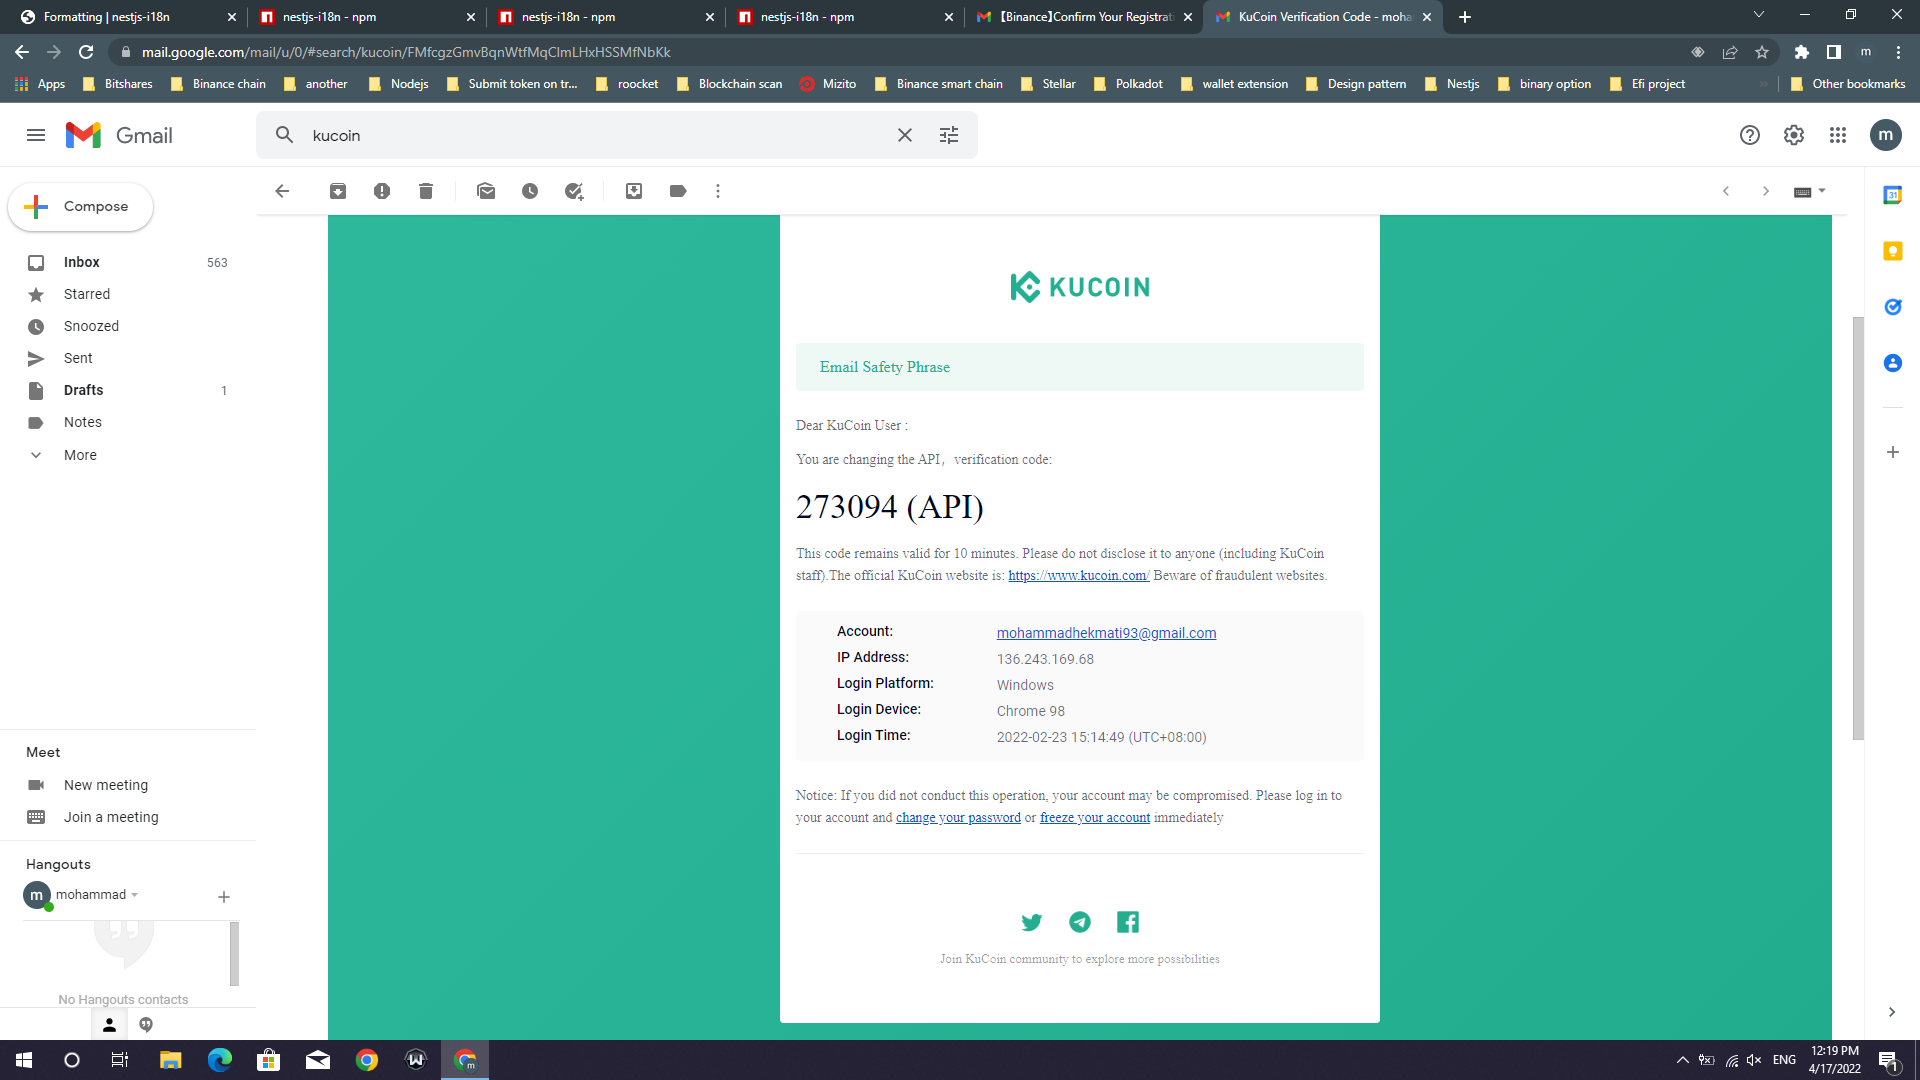 Formatting | nestjs-i18n
nestjs-i18n - npm
nestjs-i18n - npm
nestjs-i18n - npm
【Binance】Confirm Your Registrati
KuCoin Verification Code - moha
mail.google.com/mail/u/0/#search/kucoin/FMfcgzGmvBqnWtfMqClmLHxHSSMfNbKk
m
Apps
Bitshares
Binance chain
another
Nodejs
Submit token on tr...
roocket
Blockchain scan
Mizito
Binance smart chain
Stellar
Polkadot
wallet extension
Design pattern
Nestjs
binary option
Efi project
»
Other bookmarks
Gmail
kucoin
m
Compose
Inbox 563
Starred
Snoozed
Sent
Drafts 1
Notes
More
Meet
New meeting
Join a meeting
Hangouts
m mohammad
No Hangouts contacts
31
KUCOIN
Email Safety Phrase
Dear KuCoin User :
You are changing the API，verification code:
273094 (API)
This code remains valid for 10 minutes. Please do not disclose it to anyone (including KuCoin
staff).The official KuCoin website is: https://www.kucoin.com/ Beware of fraudulent websites.
Account: mohammadhekmati93@gmail.com
IP Address: 136.243.169.68
Login Platform: Windows
Login Device: Chrome 98
Login Time: 2022-02-23 15:14:49 (UTC+08:00)
Notice: If you did not conduct this operation, your account may be compromised. Please log in to
your account and change your password or freeze your account immediately
Join KuCoin community to explore more possibilities
ENG
12:19 PM
4/17/2022
1